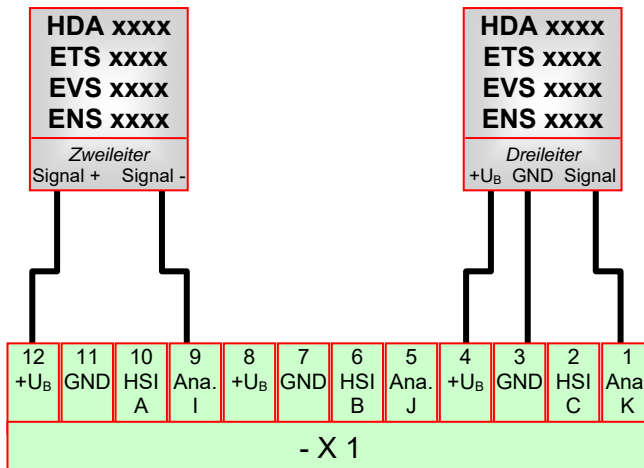 HDA xxxx
ETS xxxx
EVS xxxx
ENS xxxx
Zweileiter
Signal + Signal -
HDA xxxx
ETS xxxx
EVS xxxx
ENS xxxx
Dreileiter
+UB GND Signal
12 11 10 9 8 7 6 5 4 3 2 1
+UB GND HSI Ana. +UB GND HSI Ana. +UB GND HSI Ana
A I B J C K
- X 1